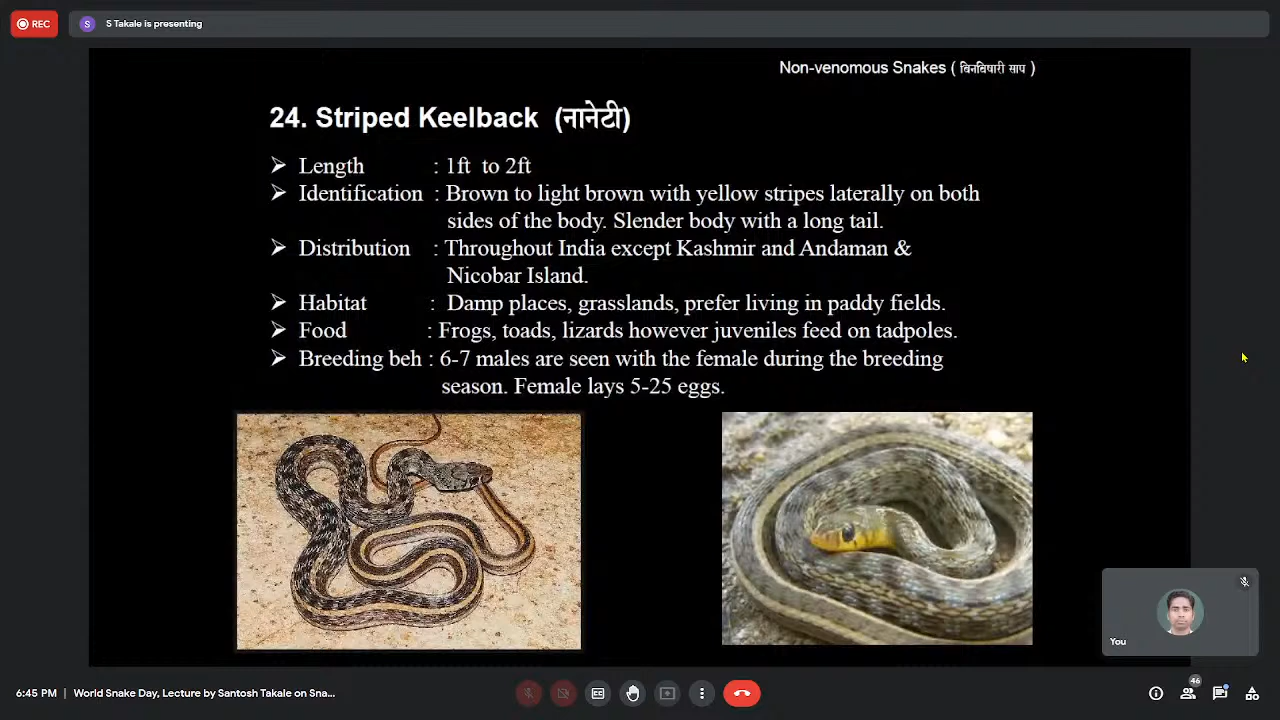 REC
S Takale is presenting
Non-venomous Snakes ( बिनविषारी साप )
24. Striped Keelback (नानेटी)
➢ Length : 1ft to 2ft
➢ Identification : Brown to light brown with yellow stripes laterally on both
sides of the body. Slender body with a long tail.
➢ Distribution : Throughout India except Kashmir and Andaman &
Nicobar Island.
➢ Habitat : Damp places, grasslands, prefer living in paddy fields.
➢ Food : Frogs, toads, lizards however juveniles feed on tadpoles.
➢ Breeding beh : 6-7 males are seen with the female during the breeding
season. Female lays 5-25 eggs.
You
6:45 PM | World Snake Day, Lecture by Santosh Takale on Sna...
46